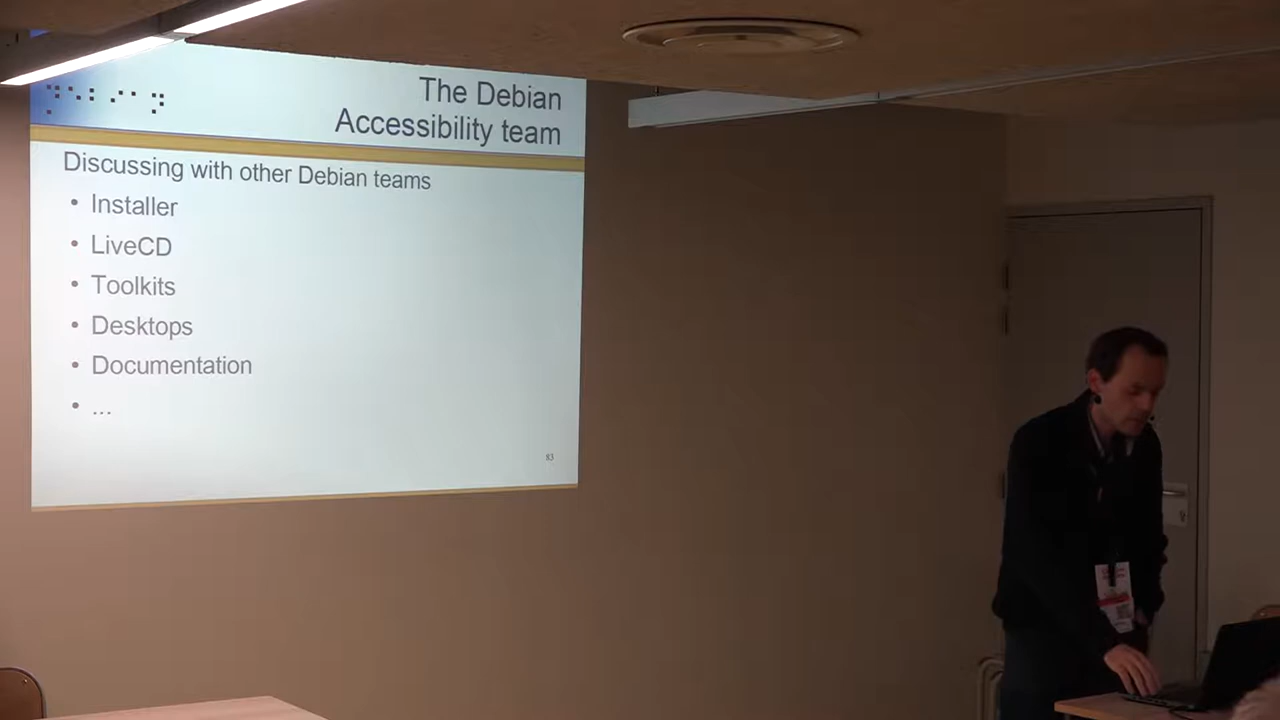 The Debian
Accessibility team
Discussing with other Debian teams
• Installer
• LiveCD
• Toolkits
• Desktops
• Documentation
• ...
83